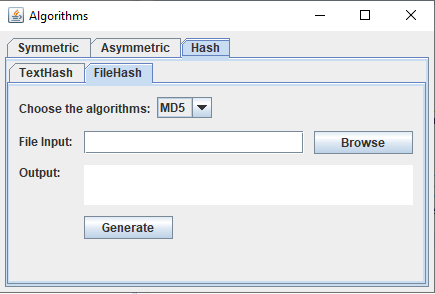 Algorithms
Symmetric Asymmetric Hash
TextHash FileHash
Choose the algorithms: MD5
File Input: Browse
Output:
Generate